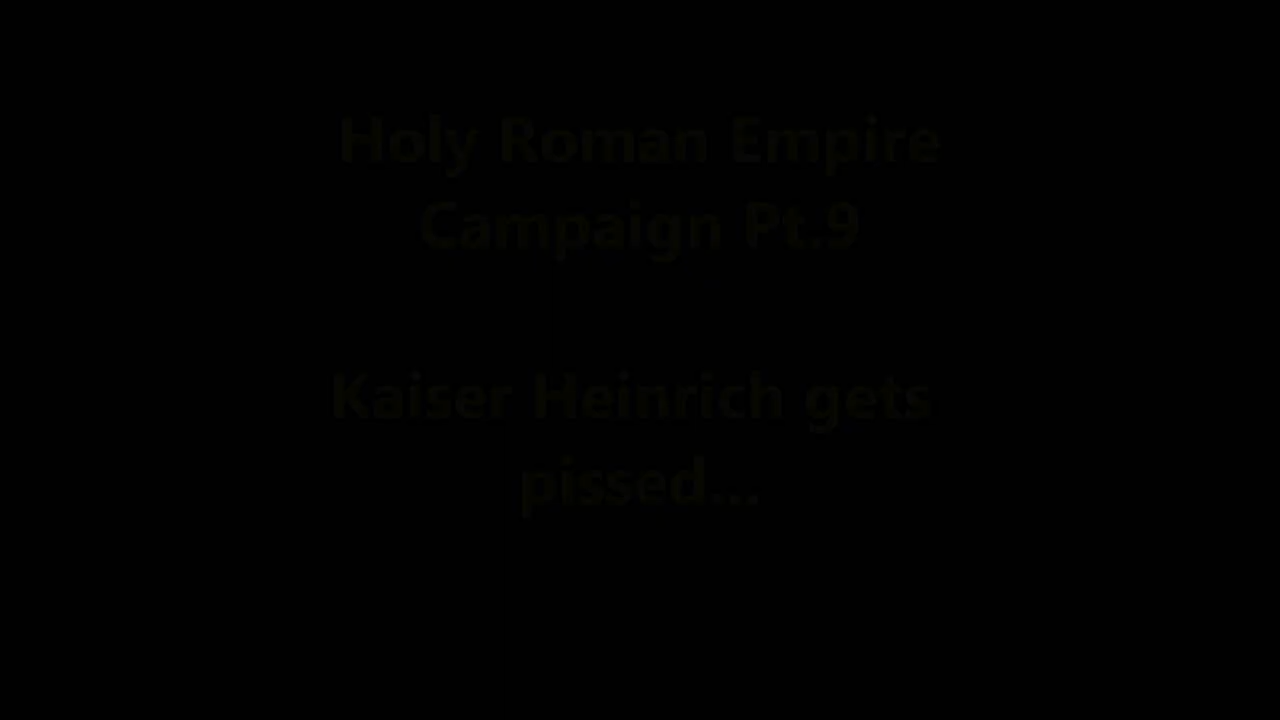 Holy Roman Empire
Campaign Pt.9
Kaiser Heinrich gets
pissed...